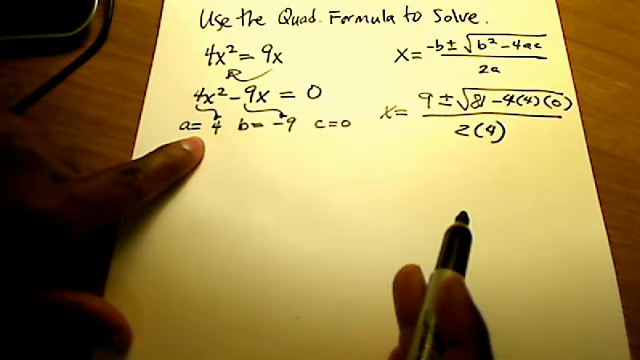 Use the Quad. Formula to Solve.
4x² = 9x
x = -b ± √b² - 4ac / 2a
4x² - 9x = 0
a = 4 b = -9 c = 0
x = 9 ± √81 - 4(4)(0) / 2(4)